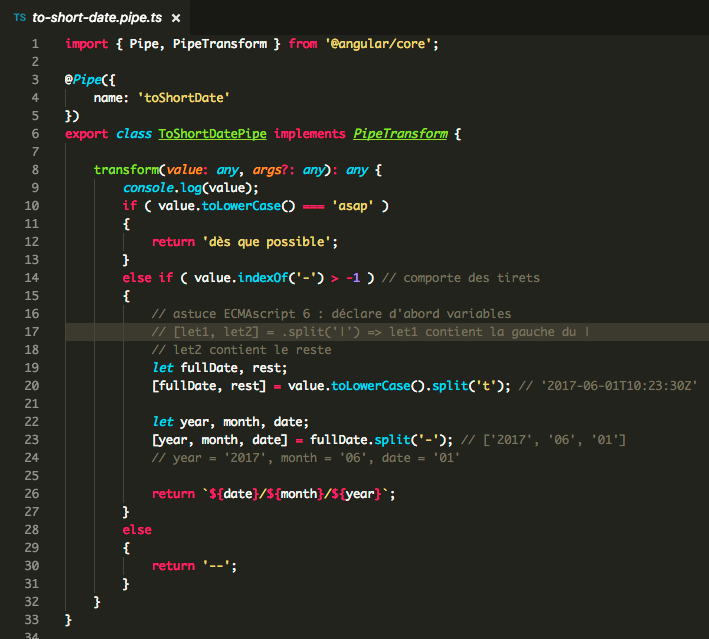 TS to-short-date.pipe.ts ×
1 import { Pipe, PipeTransform } from '@angular/core';
2
3 @Pipe({
4     name: 'toShortDate'
5 })
6 export class ToShortDatePipe implements PipeTransform {
7
8     transform(value: any, args?: any): any {
9         console.log(value);
10         if ( value.toLowerCase() === 'asap' )
11         {
12             return 'dès que possible';
13         }
14         else if ( value.indexOf('-') > -1 ) // comporte des tirets
15         {
16             // astuce ECMAscript 6 : déclare d'abord variables
17             // [let1, let2] = .split('|') => let1 contient la gauche du |
18             // let2 contient le reste
19             let fullDate, rest;
20             [fullDate, rest] = value.toLowerCase().split('t'); // '2017-06-01T10:23:30Z'
21
22             let year, month, date;
23             [year, month, date] = fullDate.split('-'); // ['2017', '06', '01']
24             // year = '2017', month = '06', date = '01'
25
26             return `${date}/${month}/${year}`;
27         }
28         else
29         {
30             return '--';
31         }
32     }
33 }
34